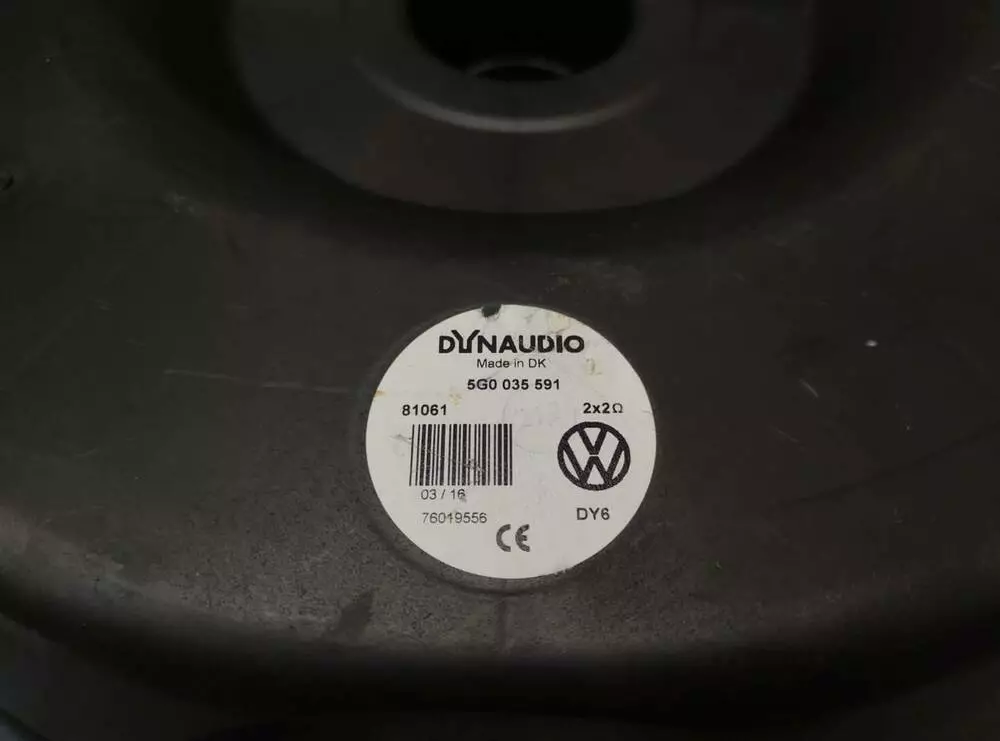 DYNAUDIO
Made in DK
5G0 035 591
81061 2x2Ω
03 / 16
76019556 DY6
CE